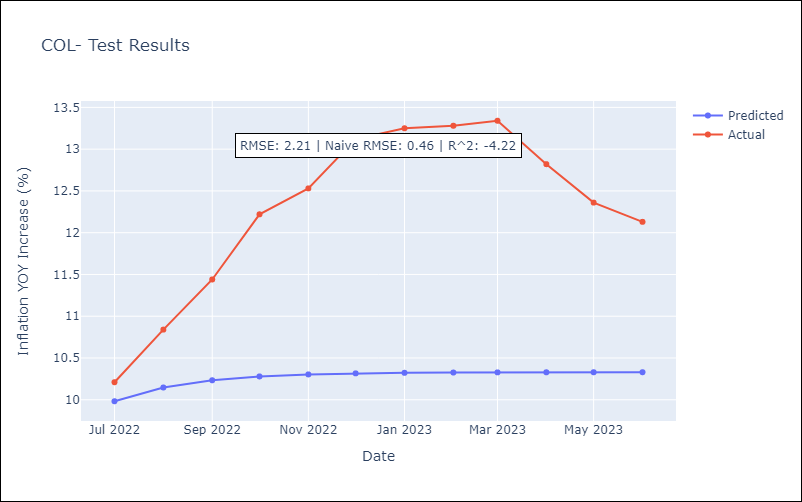 COL- Test Results
Predicted
Actual
RMSE: 2.21 | Naive RMSE: 0.46 | R^2: -4.22
Inflation YOY Increase (%)
13.5
13
12.5
12
11.5
11
10.5
10
Jul 2022 Sep 2022 Nov 2022 Jan 2023 Mar 2023 May 2023
Date